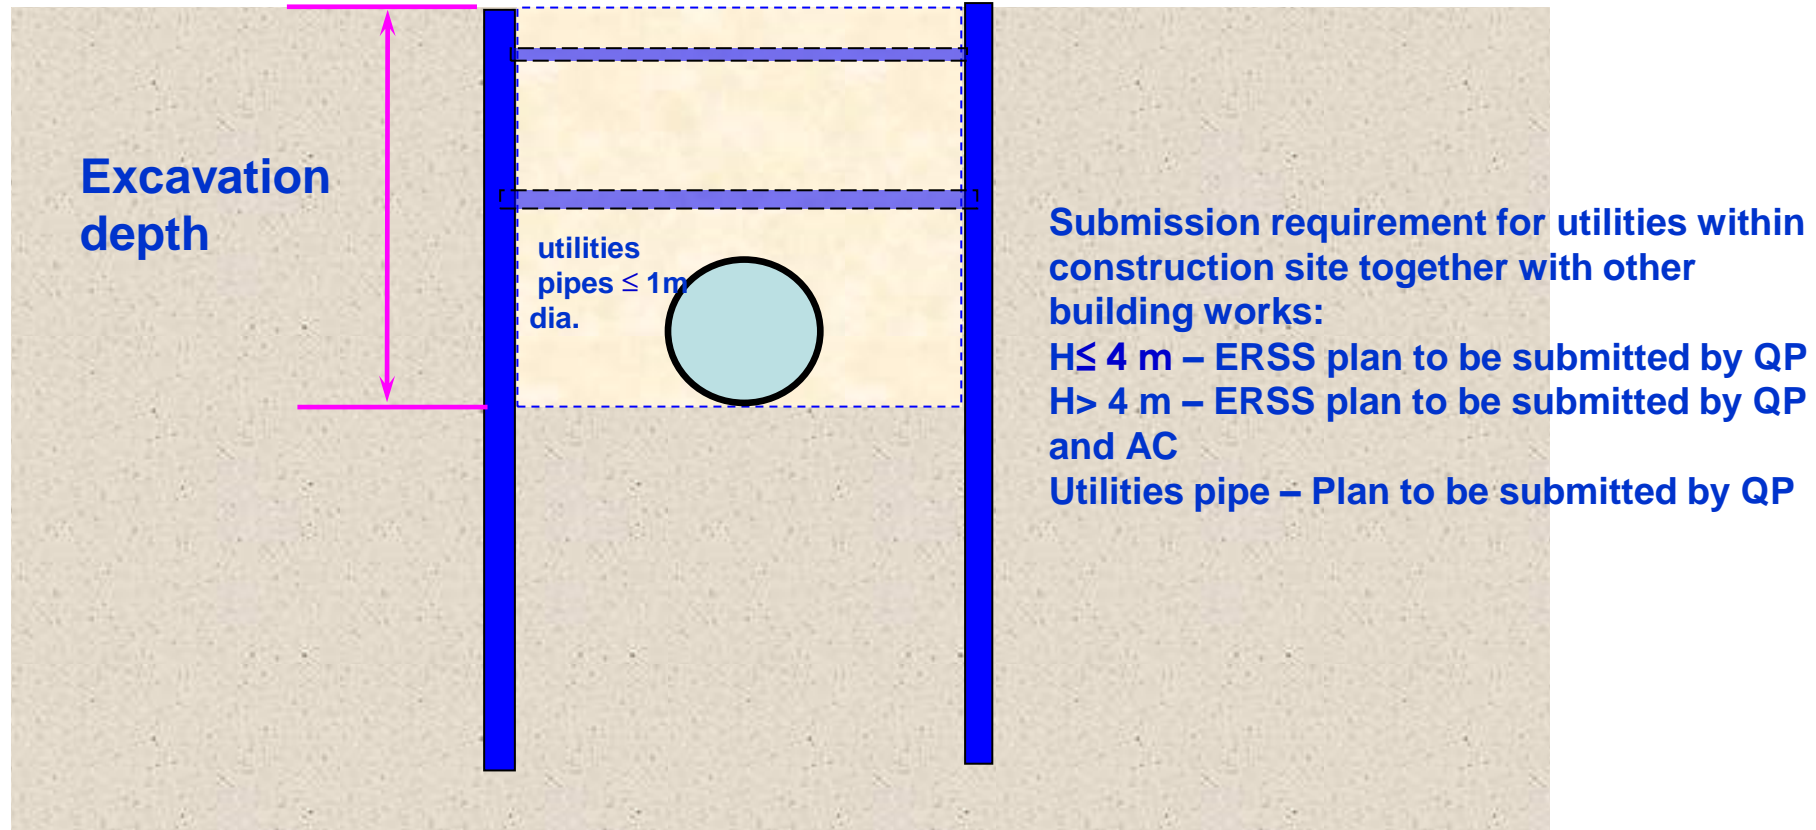 Excavation
depth
utilities
pipes ≤ 1m
dia.
Submission requirement for utilities within
construction site together with other
building works:
H≤ 4 m – ERSS plan to be submitted by QP
H> 4 m – ERSS plan to be submitted by QP
and AC
Utilities pipe – Plan to be submitted by QP